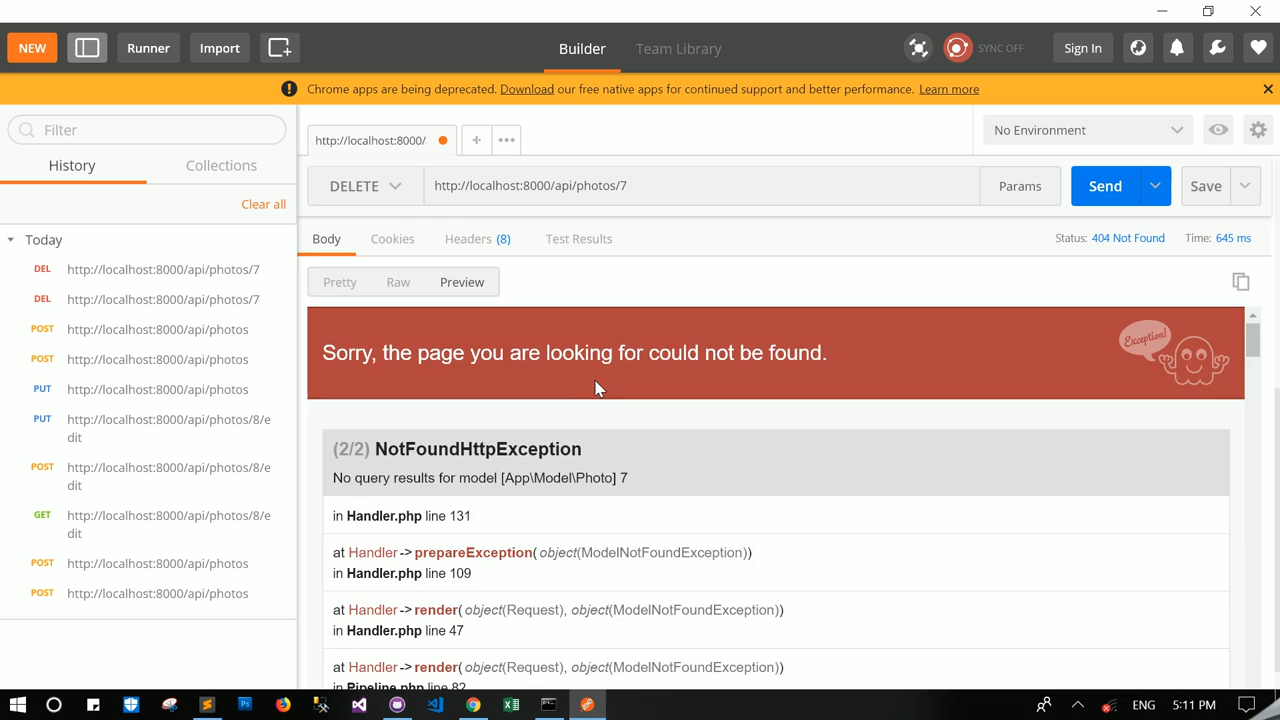 NEW
Runner
Import
Builder
Team Library
SYNC OFF
Sign In
Chrome apps are being deprecated. Download our free native apps for continued support and better performance. Learn more
Filter
History
Collections
Clear all
Today
DEL http://localhost:8000/api/photos/7
DEL http://localhost:8000/api/photos/7
POST http://localhost:8000/api/photos
POST http://localhost:8000/api/photos
PUT http://localhost:8000/api/photos
PUT http://localhost:8000/api/photos/8/e
dit
POST http://localhost:8000/api/photos/8/e
dit
GET http://localhost:8000/api/photos/8/e
dit
POST http://localhost:8000/api/photos
POST http://localhost:8000/api/photos
http://localhost:8000/
No Environment
DELETE
http://localhost:8000/api/photos/7
Params
Send
Save
Body
Cookies
Headers (8)
Test Results
Status: 404 Not Found
Time: 645 ms
Pretty
Raw
Preview
Sorry, the page you are looking for could not be found.
Exception!
(2/2) NotFoundHttpException
No query results for model [App\Model\Photo] 7
in Handler.php line 131
at Handler->prepareException(object(ModelNotFoundException))
in Handler.php line 109
at Handler->render(object(Request), object(ModelNotFoundException))
in Handler.php line 47
at Handler->render(object(Request), object(ModelNotFoundException))
in Pipeline.php line 82
ENG
5:11 PM